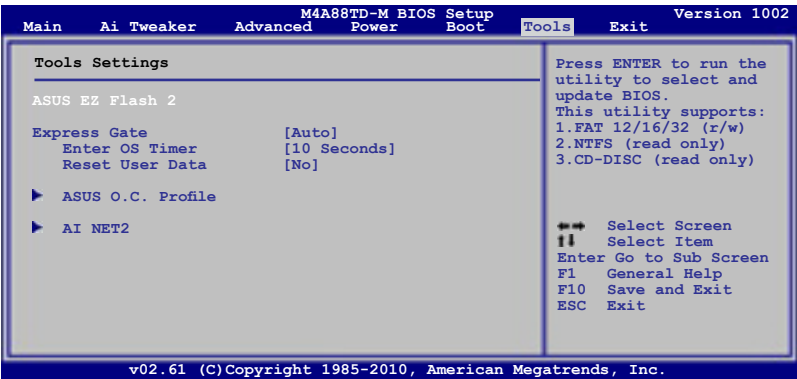 M4A88TD-M BIOS Setup Version 1002
Main Ai Tweaker Advanced Power Boot Tools Exit
Tools Settings
ASUS EZ Flash 2
Express Gate [Auto]
Enter OS Timer [10 Seconds]
Reset User Data [No]
ASUS O.C. Profile
AI NET2
Press ENTER to run the
utility to select and
update BIOS.
This utility supports:
1.FAT 12/16/32 (r/w)
2.NTFS (read only)
3.CD-DISC (read only)
Select Screen
Select Item
Enter Go to Sub Screen
F1 General Help
F10 Save and Exit
ESC Exit
v02.61 (C)Copyright 1985-2010, American Megatrends, Inc.